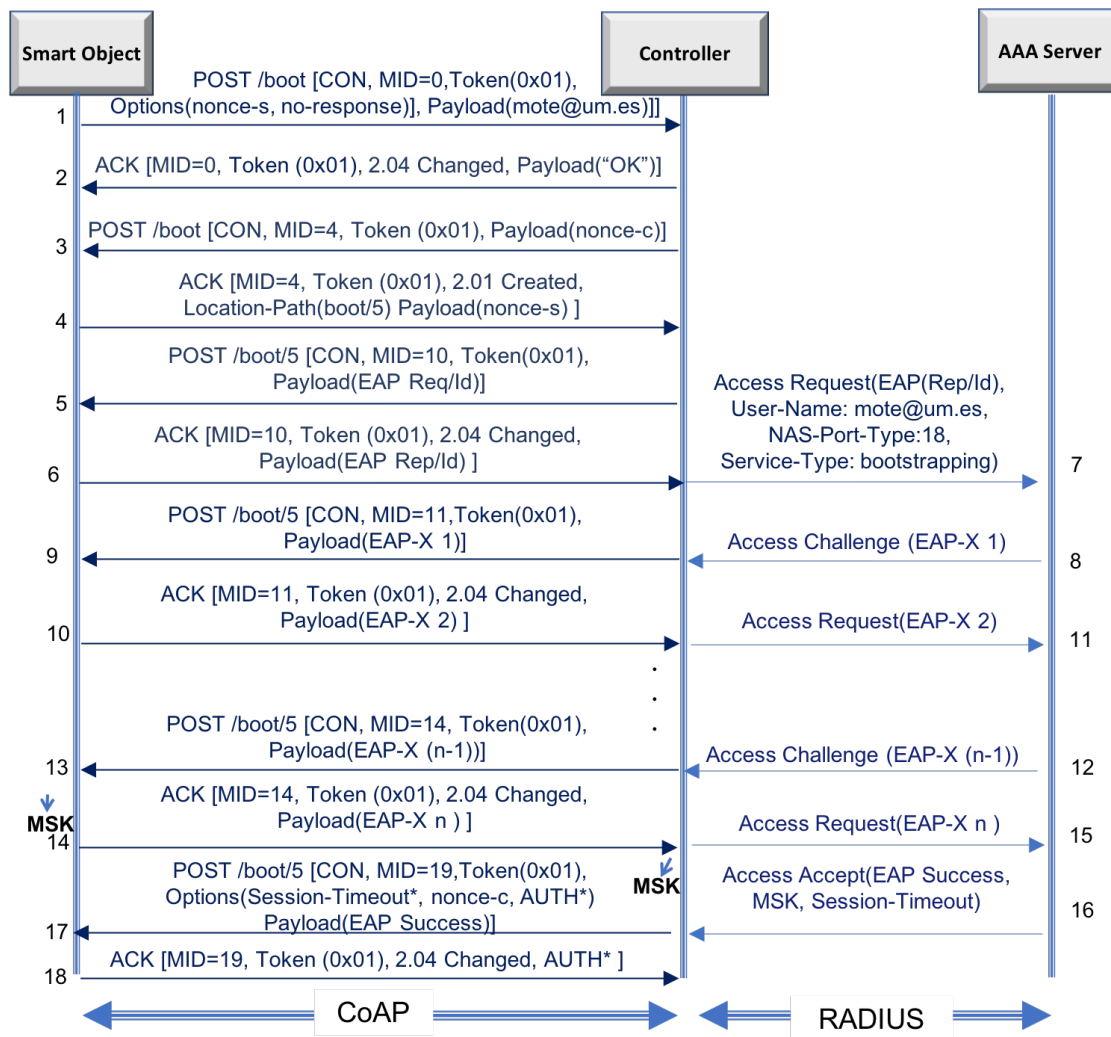 Smart Object
Controller
AAA Server
POST /boot [CON, MID=0,Token(0x01),
Options(nonce-s, no-response)], Payload(mote@um.es)]]
1
ACK [MID=0, Token (0x01), 2.04 Changed, Payload(“OK”)]
2
POST /boot [CON, MID=4, Token (0x01), Payload(nonce-c)]
3
ACK [MID=4, Token (0x01), 2.01 Created,
Location-Path(boot/5) Payload(nonce-s) ]
4
POST /boot/5 [CON, MID=10, Token(0x01),
Payload(EAP Req/Id)]
5
ACK [MID=10, Token (0x01), 2.04 Changed,
Payload(EAP Rep/Id) ]
6
Access Request(EAP(Rep/Id),
User-Name: mote@um.es,
NAS-Port-Type:18,
Service-Type: bootstrapping)
7
POST /boot/5 [CON, MID=11,Token(0x01),
Payload(EAP-X 1)]
9
Access Challenge (EAP-X 1)
8
ACK [MID=11, Token (0x01), 2.04 Changed,
Payload(EAP-X 2) ]
10
Access Request(EAP-X 2)
11
.
.
.
POST /boot/5 [CON, MID=14, Token(0x01),
Payload(EAP-X (n-1))]
13
Access Challenge (EAP-X (n-1))
12
ACK [MID=14, Token (0x01), 2.04 Changed,
Payload(EAP-X n ) ]
MSK
14
Access Request(EAP-X n )
15
POST /boot/5 [CON, MID=19,Token(0x01),
Options(Session-Timeout*, nonce-c, AUTH*)
Payload(EAP Success)]
17
MSK
Access Accept(EAP Success,
MSK, Session-Timeout)
16
ACK [MID=19, Token (0x01), 2.04 Changed, AUTH* ]
18
CoAP
RADIUS